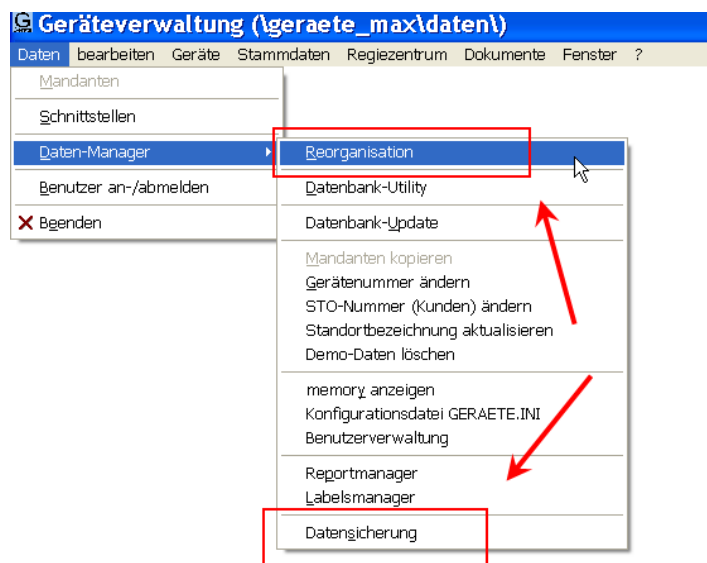 Geräteverwaltung (\geraete_max\daten\)
Daten bearbeiten Geräte Stammdaten Regiezentrum Dokumente Fenster ?
Mandanten
Schnittstellen
Daten-Manager
Benutzer an-/abmelden
Beenden
Reorganisation
Datenbank-Utility
Datenbank-Update
Mandanten kopieren
Gerätenummer ändern
STO-Nummer (Kunden) ändern
Standortbezeichnung aktualisieren
Demo-Daten löschen
memory anzeigen
Konfigurationsdatei GERAETE.INI
Benutzerverwaltung
Reportmanager
Labelsmanager
Datensicherung